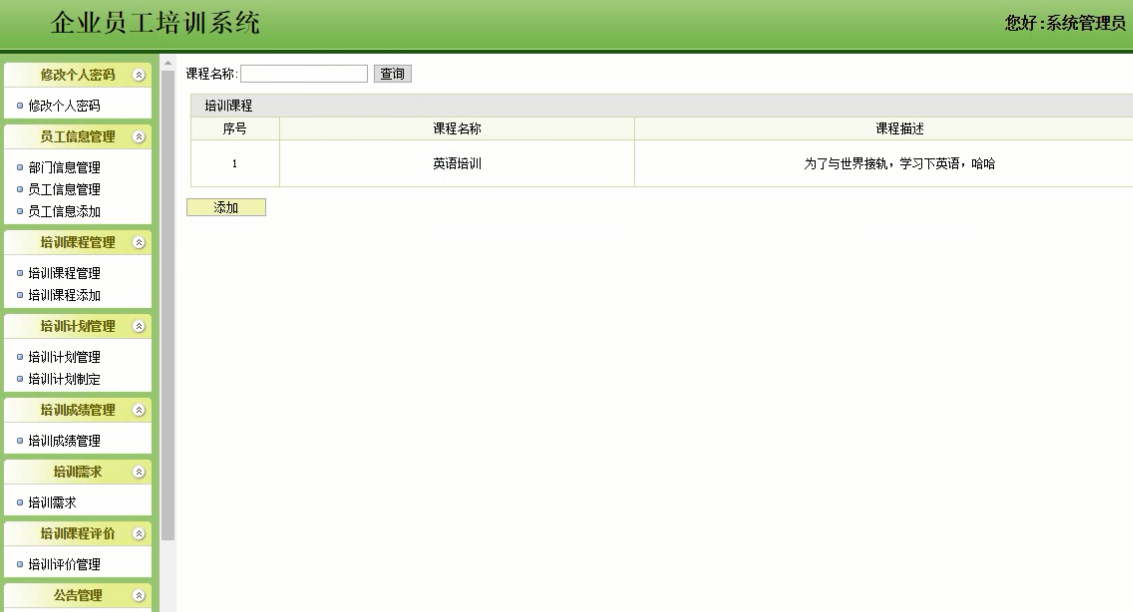 企业员工培训系统
您好:系统管理员
修改个人密码
修改个人密码
员工信息管理
部门信息管理
员工信息管理
员工信息添加
培训课程管理
培训课程管理
培训课程添加
培训计划管理
培训计划管理
培训计划制定
培训成绩管理
培训成绩管理
培训需求
培训需求
培训课程评价
培训评价管理
公告管理
课程名称: 查询
培训课程
序号 课程名称 课程描述
1 英语培训 为了与世界接轨，学习下英语，哈哈
添加